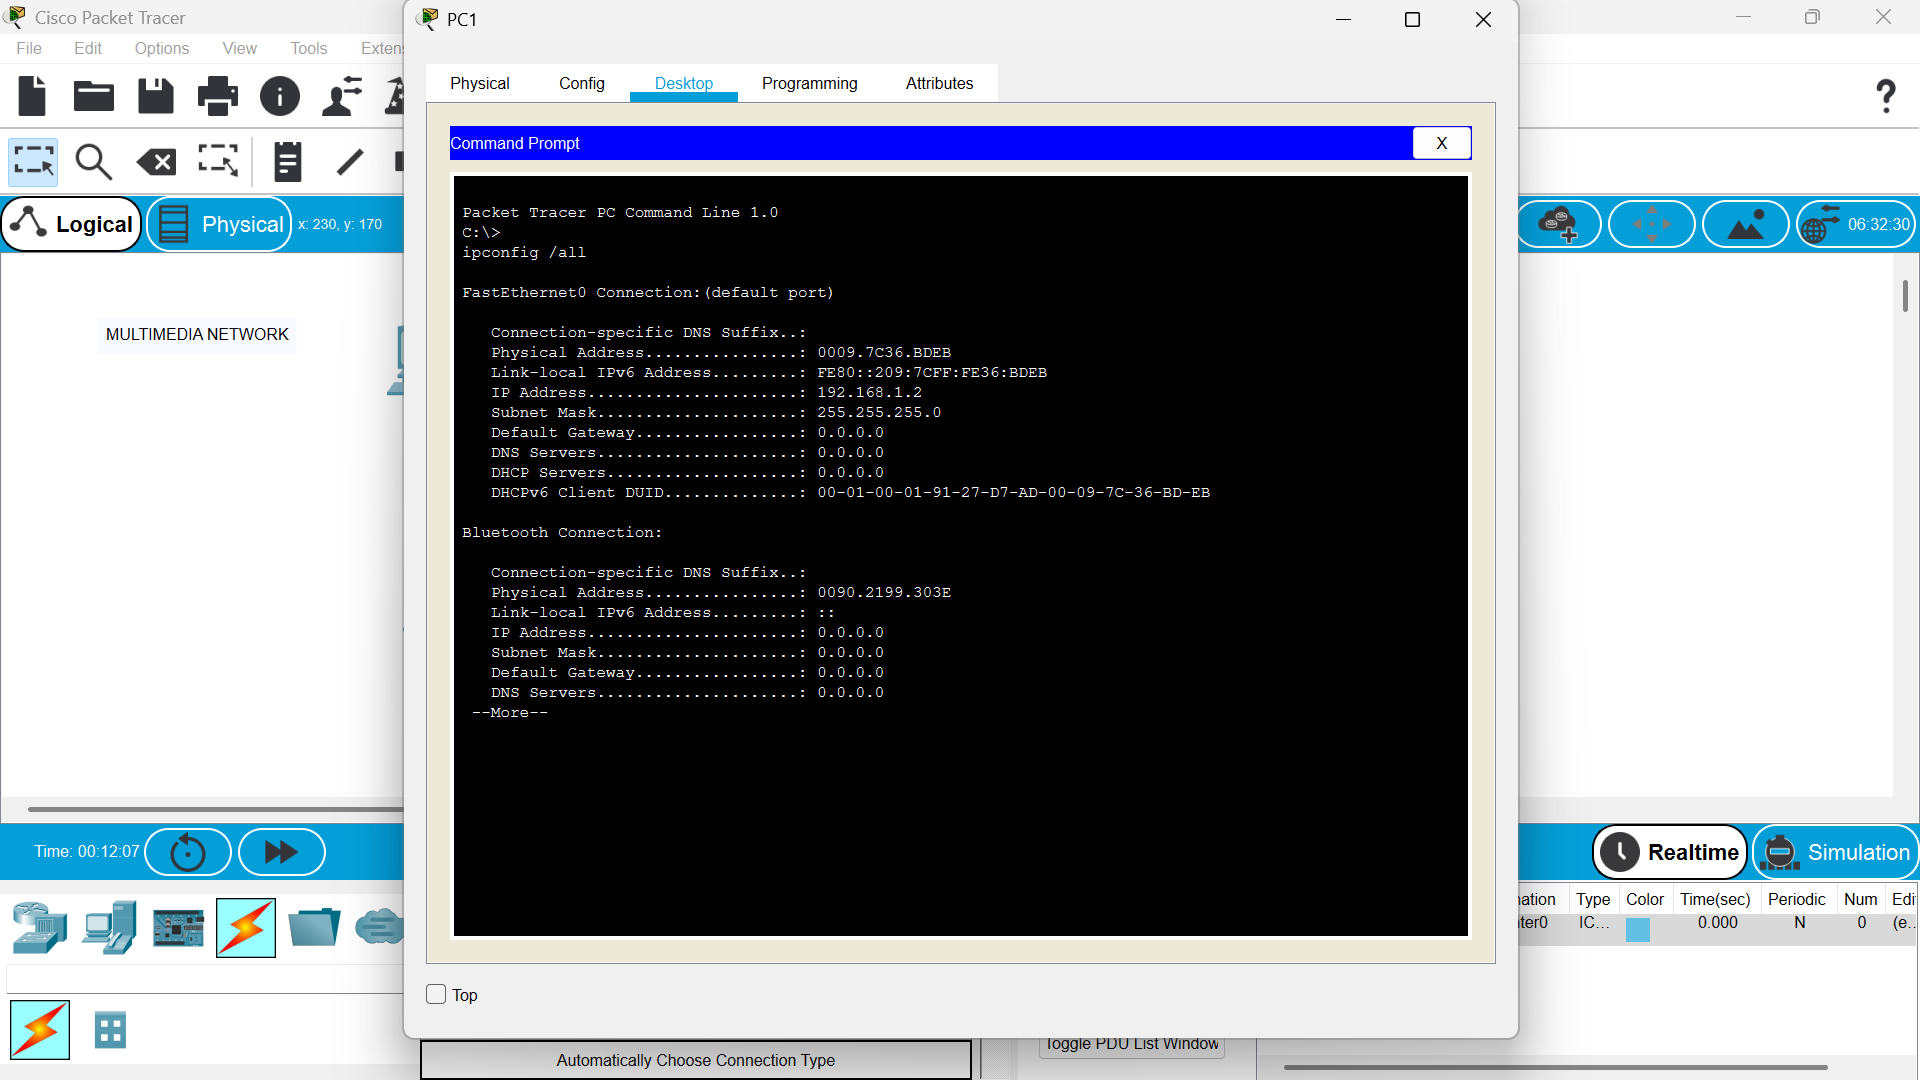 Cisco Packet Tracer
File Edit Options View Tools Exten
PC1
Physical Config Desktop Programming Attributes
Command Prompt
X
Logical
Physical
x: 230, y: 170
06:32:30
MULTIMEDIA NETWORK
Packet Tracer PC Command Line 1.0
C:\>
ipconfig /all
FastEthernet0 Connection:(default port)
Connection-specific DNS Suffix..:
Physical Address................: 0009.7C36.BDEB
Link-local IPv6 Address.........: FE80::209:7CFF:FE36:BDEB
IP Address......................: 192.168.1.2
Subnet Mask.....................: 255.255.255.0
Default Gateway.................: 0.0.0.0
DNS Servers.....................: 0.0.0.0
DHCP Servers....................: 0.0.0.0
DHCPv6 Client DUID..............: 00-01-00-01-91-27-D7-AD-00-09-7C-36-BD-EB
Bluetooth Connection:
Connection-specific DNS Suffix..:
Physical Address................: 0090.2199.303E
Link-local IPv6 Address.........: ::
IP Address......................: 0.0.0.0
Subnet Mask.....................: 0.0.0.0
Default Gateway.................: 0.0.0.0
DNS Servers.....................: 0.0.0.0
--More--
Time: 00:12:07
Realtime
Simulation
ation Type Color Time(sec) Periodic Num Edi
ter0 IC... 0.000 N 0 (e..
Top
Toggle PDU List Window
Automatically Choose Connection Type